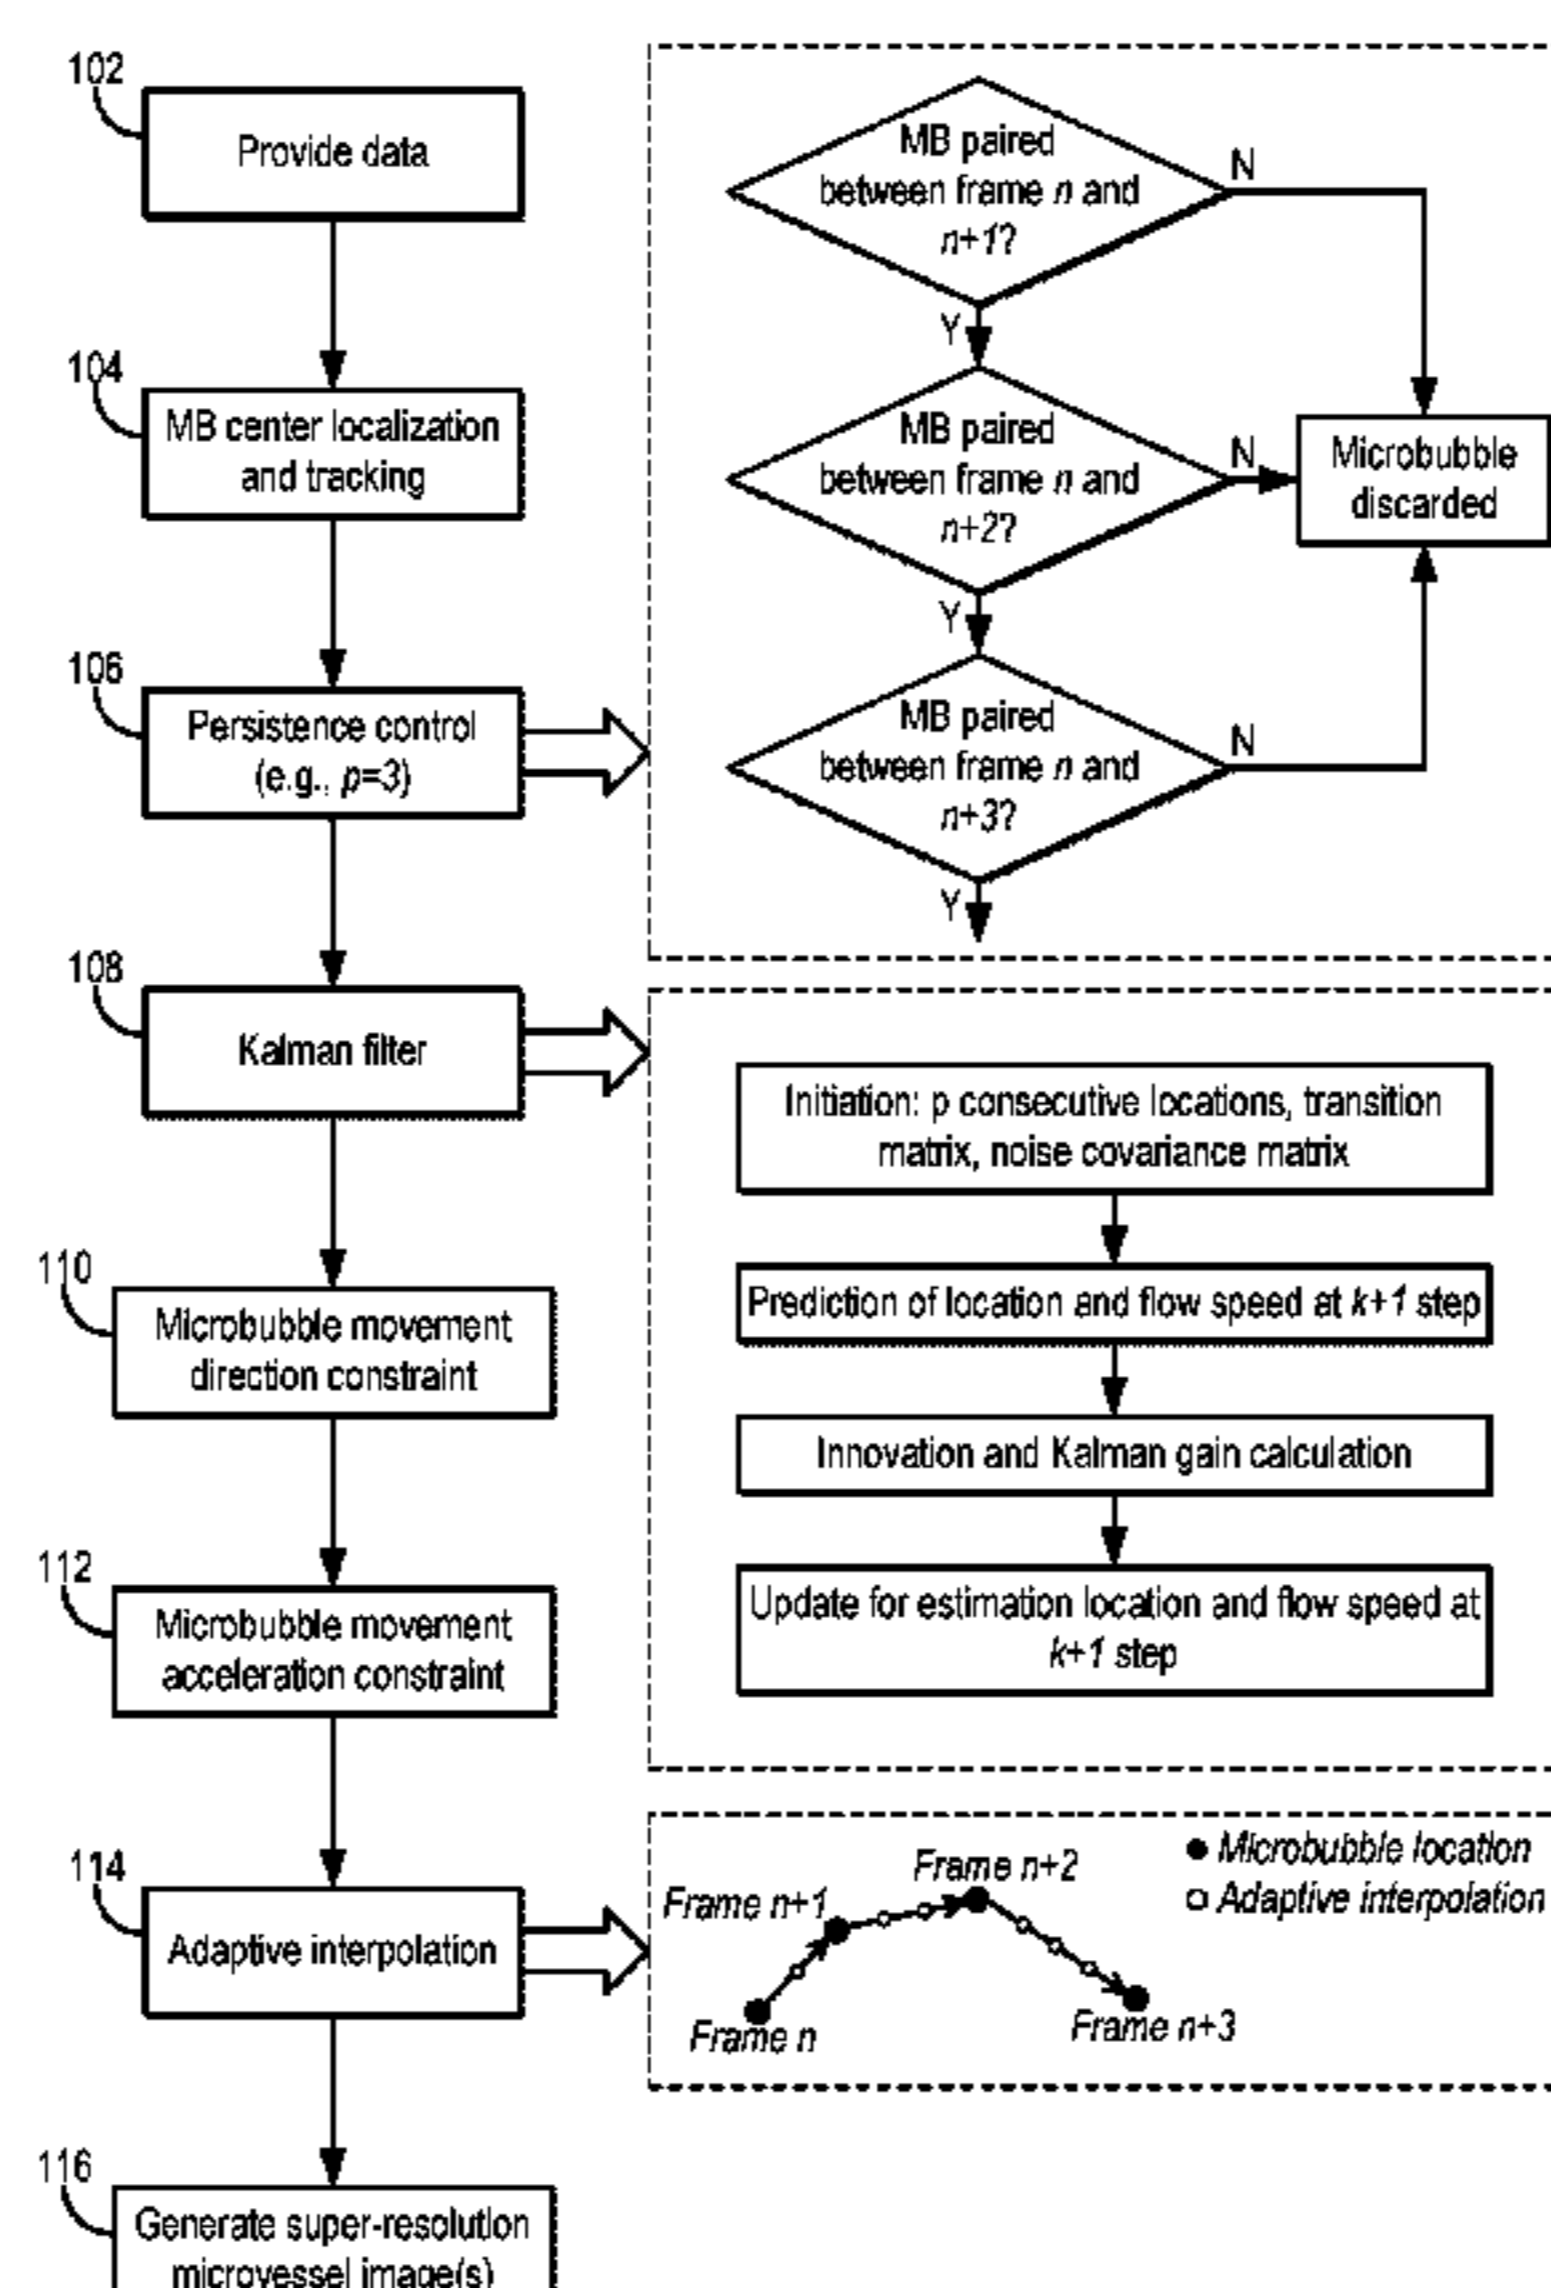 102
Provide data
104
MB center localization
and tracking
106
Persistence control
(e.g., p=3)
108
Kalman filter
110
Microbubble movement
direction constraint
112
Microbubble movement
acceleration constraint
114
Adaptive interpolation
116
Generate super-resolution
microvessel image(s)
MB paired
between frame n and
n+1?
N
Y
MB paired
between frame n and
n+2?
N
Microbubble
discarded
Y
MB paired
between frame n and
n+3?
N
Y
Initiation: p consecutive locations, transition
matrix, noise covariance matrix
Prediction of location and flow speed at k+1 step
Innovation and Kalman gain calculation
Update for estimation location and flow speed at
k+1 step
Frame n
Frame n+1
Frame n+2
Frame n+3
Microbubble location
Adaptive interpolation